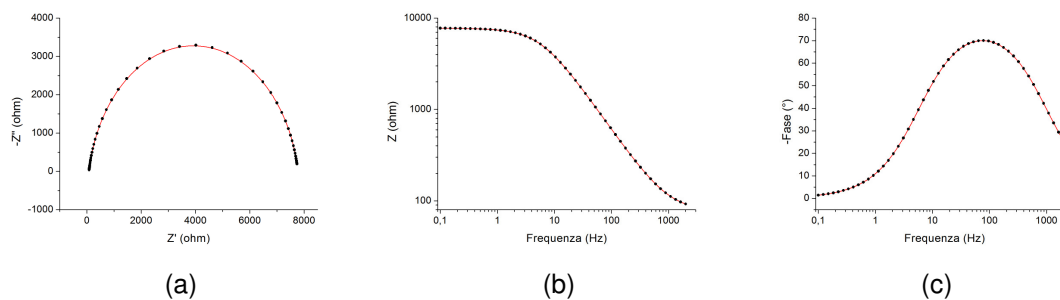 4000
3000
2000
1000
0
-1000
-Z'' (ohm)
0 2000 4000 6000 8000
Z' (ohm)
(a)
10000
1000
100
Z (ohm)
0,1 1 10 100 1000
Frequenza (Hz)
(b)
80
70
60
50
40
30
20
10
0
-Fase (°)
0,1 1 10 100 1000
Frequenza (Hz)
(c)